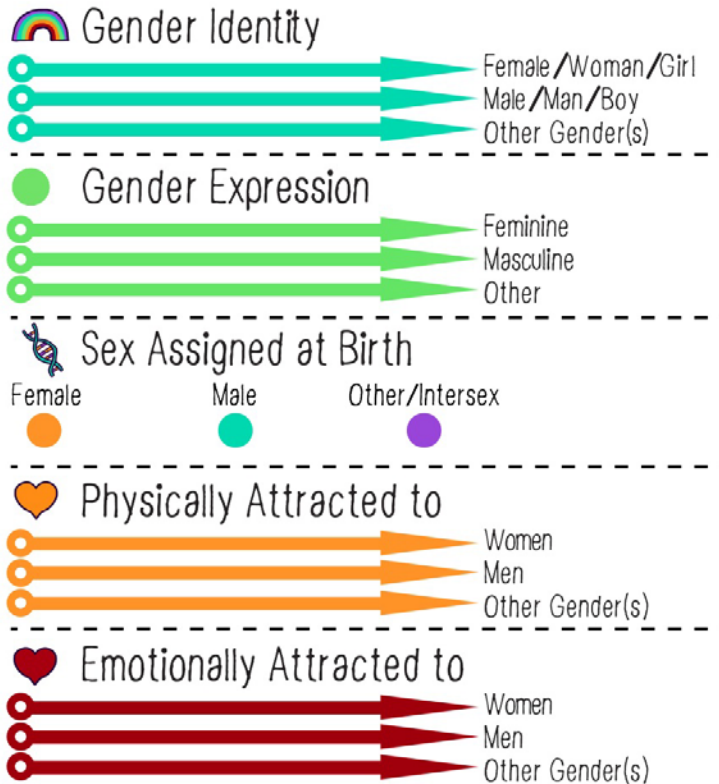 Gender Identity
Female/Woman/Girl
Male/Man/Boy
Other Gender(s)
Gender Expression
Feminine
Masculine
Other
Sex Assigned at Birth
Female Male Other/Intersex
Physically Attracted to
Women
Men
Other Gender(s)
Emotionally Attracted to
Women
Men
Other Gender(s)